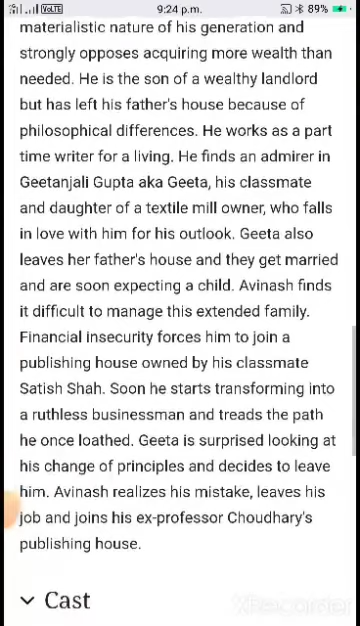 VoLTE 9:24 p.m. 89%
materialistic nature of his generation and
strongly opposes acquiring more wealth than
needed. He is the son of a wealthy landlord
but has left his father's house because of
philosophical differences. He works as a part
time writer for a living. He finds an admirer in
Geetanjali Gupta aka Geeta, his classmate
and daughter of a textile mill owner, who falls
in love with him for his outlook. Geeta also
leaves her father's house and they get married
and are soon expecting a child. Avinash finds
it difficult to manage this extended family.
Financial insecurity forces him to join a
publishing house owned by his classmate
Satish Shah. Soon he starts transforming into
a ruthless businessman and treads the path
he once loathed. Geeta is surprised looking at
his change of principles and decides to leave
him. Avinash realizes his mistake, leaves his
job and joins his ex-professor Choudhary's
publishing house.
Cast